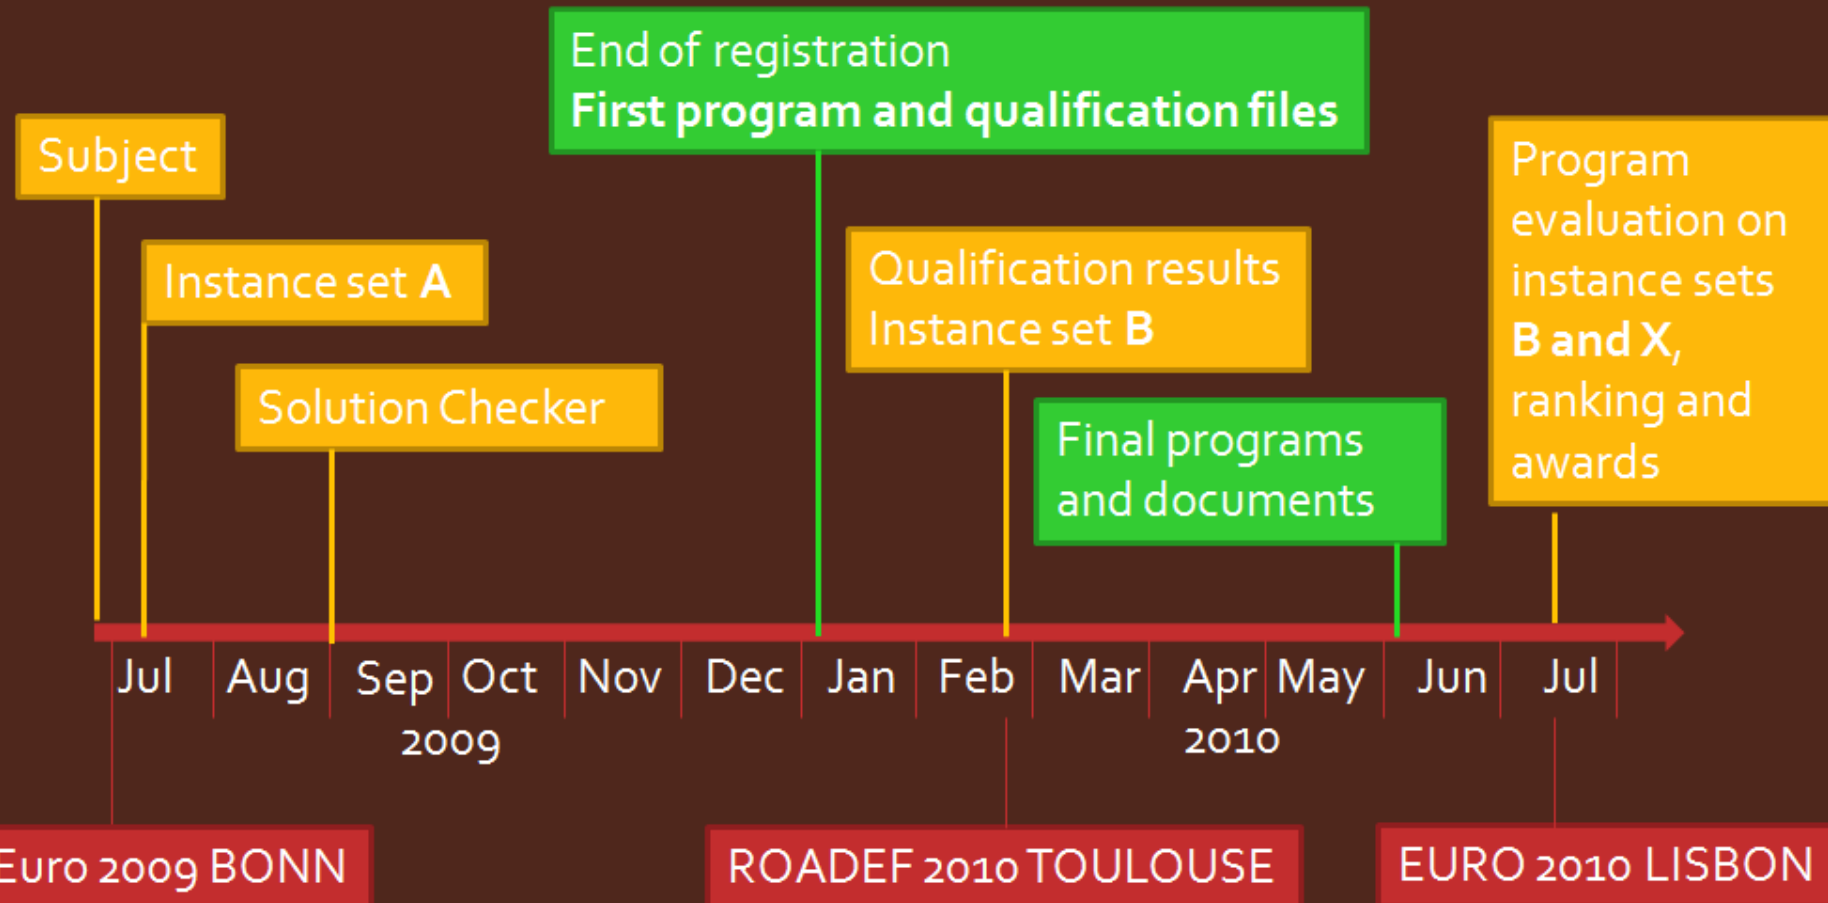 End of registration
First program and qualification files
Subject
Program
evaluation on
instance sets
B and X,
ranking and
awards
Instance set A
Qualification results
Instance set B
Solution Checker
Final programs
and documents
Jul Aug Sep Oct Nov Dec Jan Feb Mar Apr May Jun Jul
2009 2010
Euro 2009 BONN
ROADEF 2010 TOULOUSE
EURO 2010 LISBON